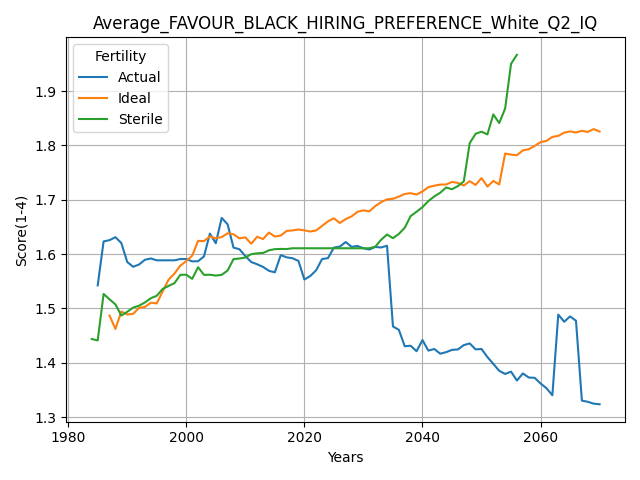 Average_FAVOUR_BLACK_HIRING_PREFERENCE_White_Q2_IQ
Fertility
Actual
Ideal
Sterile
Score(1-4)
1.9
1.8
1.7
1.6
1.5
1.4
1.3
1980 2000 2020 2040 2060
Years